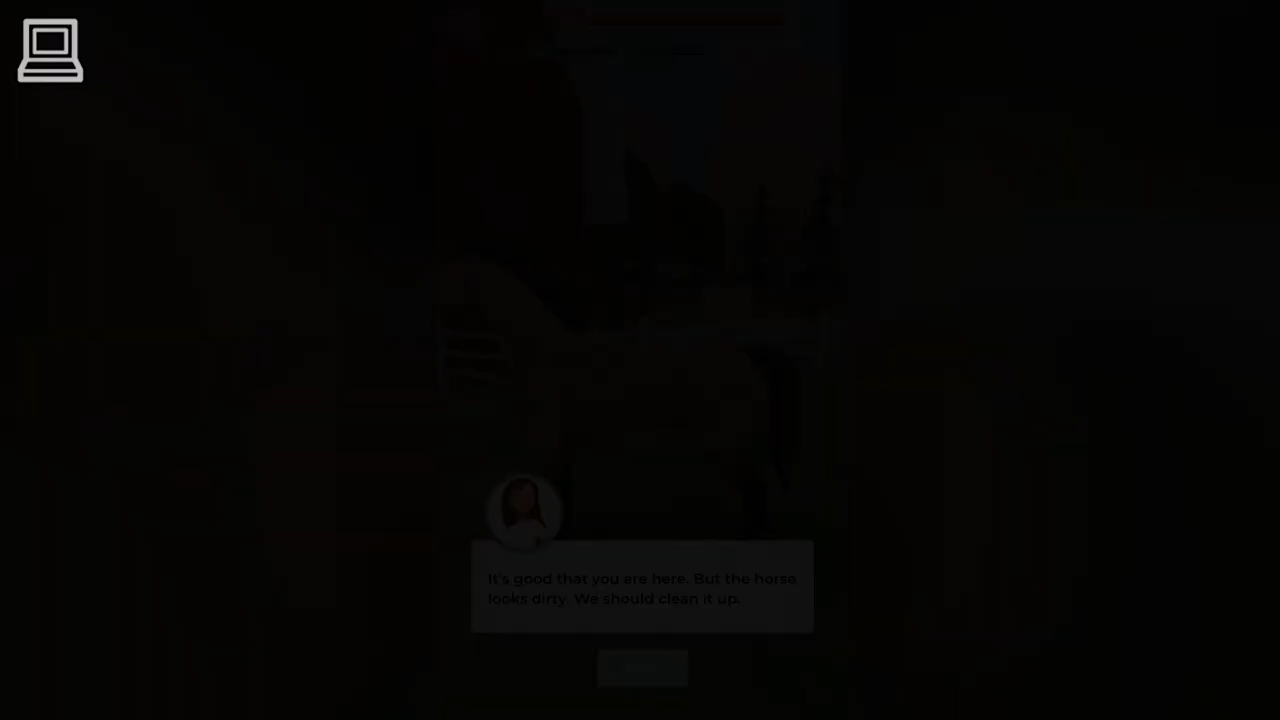 It's good that you are here. But the horse
looks dirty. We should clean it up.